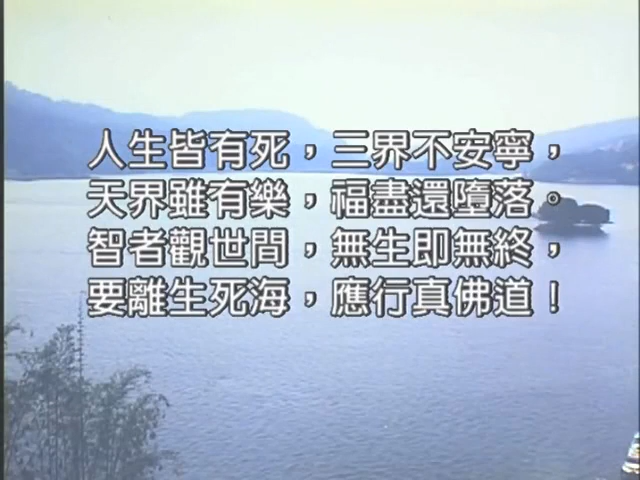 人生皆有死，三界不安寧，
天界雖有樂，福盡還墮落。
智者觀世間，無生即無終，
要離生死海，應行真佛道！